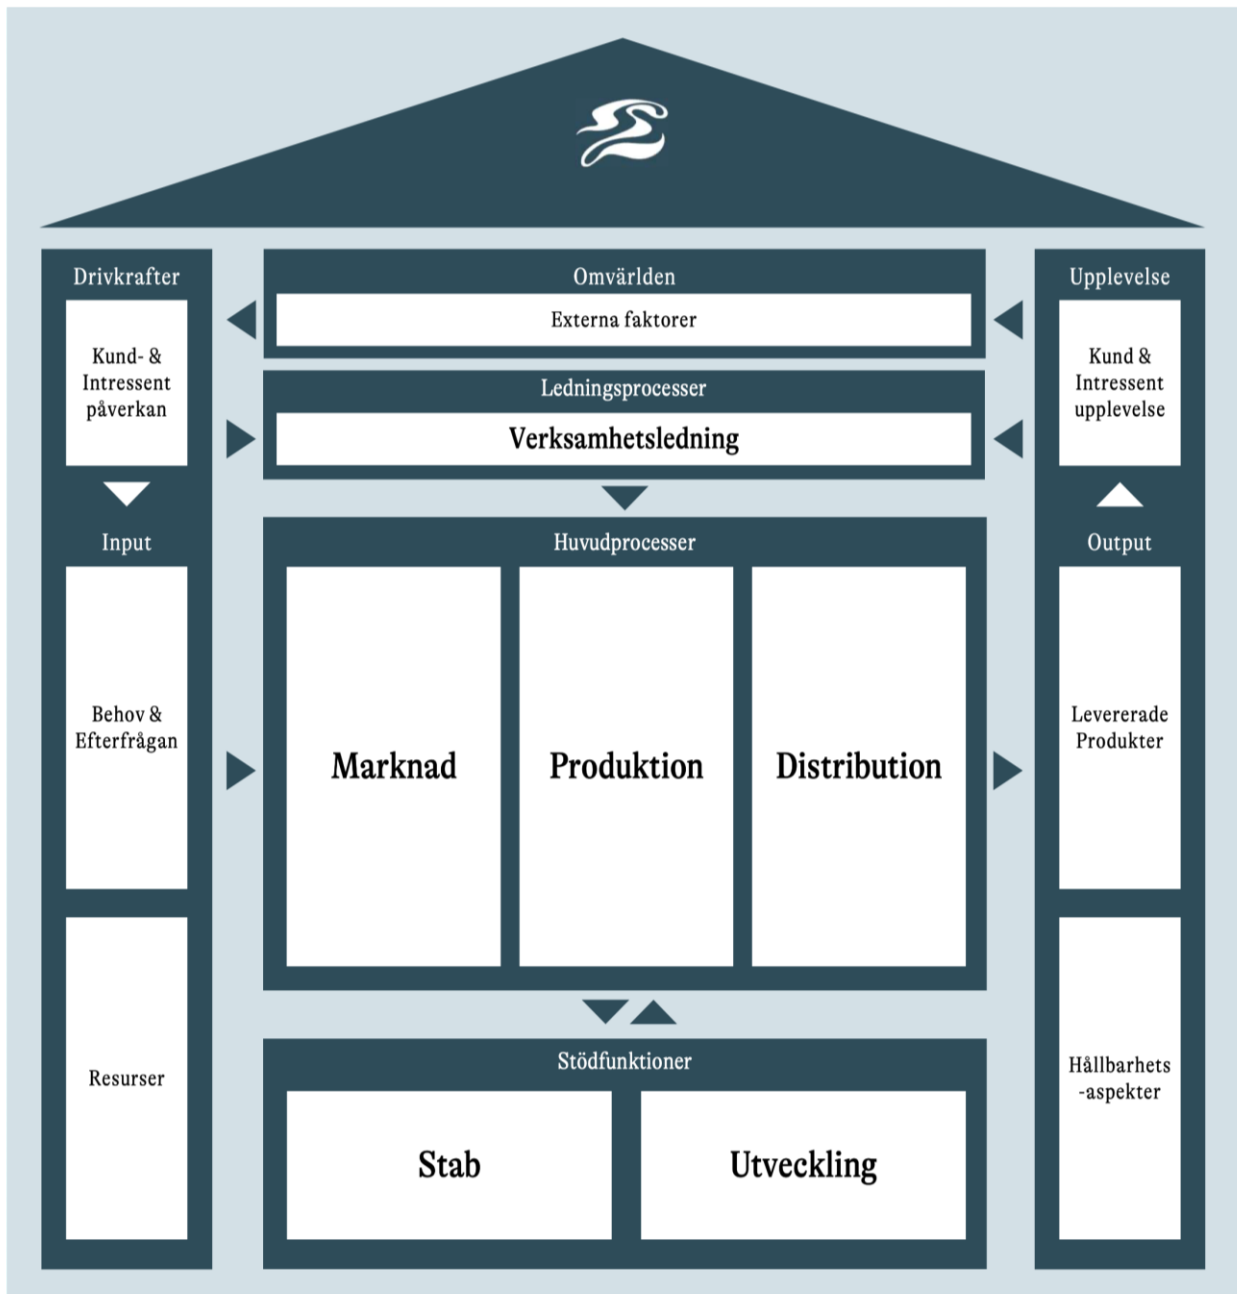 Drivkrafter
Kund- &
Intressent
påverkan
Input
Behov &
Efterfrågan
Resurser
Omvärlden
Externa faktorer
Ledningsprocesser
Verksamhetsledning
Huvudprocesser
Marknad
Produktion
Distribution
Stödfunktioner
Stab
Utveckling
Upplevelse
Kund &
Intressent
upplevelse
Output
Levererade
Produkter
Hållbarhets
-aspekter